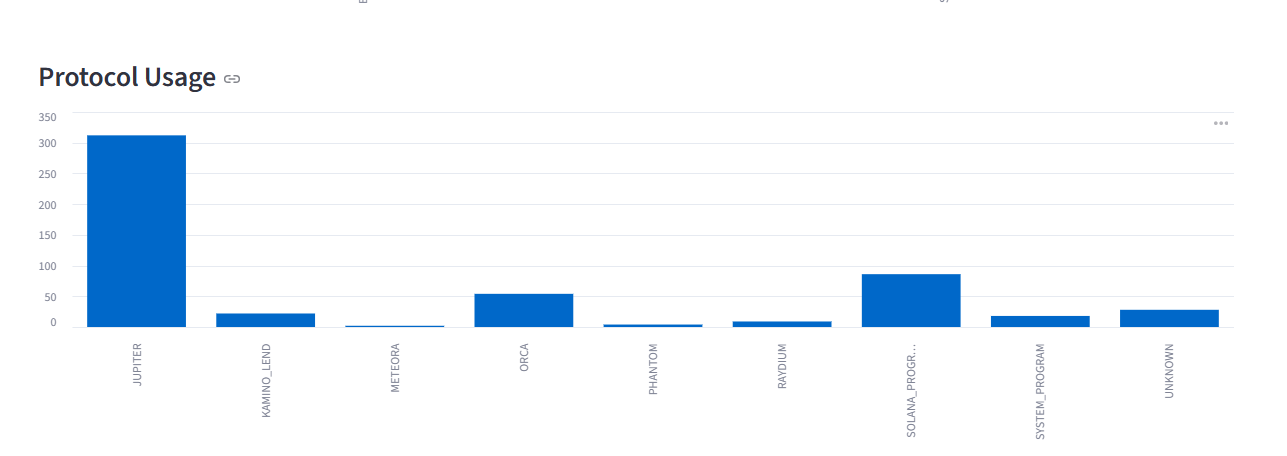 Protocol Usage
350
300
250
200
150
100
50
0
JUPITER
KAMINO_LEND
METEORA
ORCA
PHANTOM
RAYDIUM
SOLANA_PROGR…
SYSTEM_PROGRAM
UNKNOWN